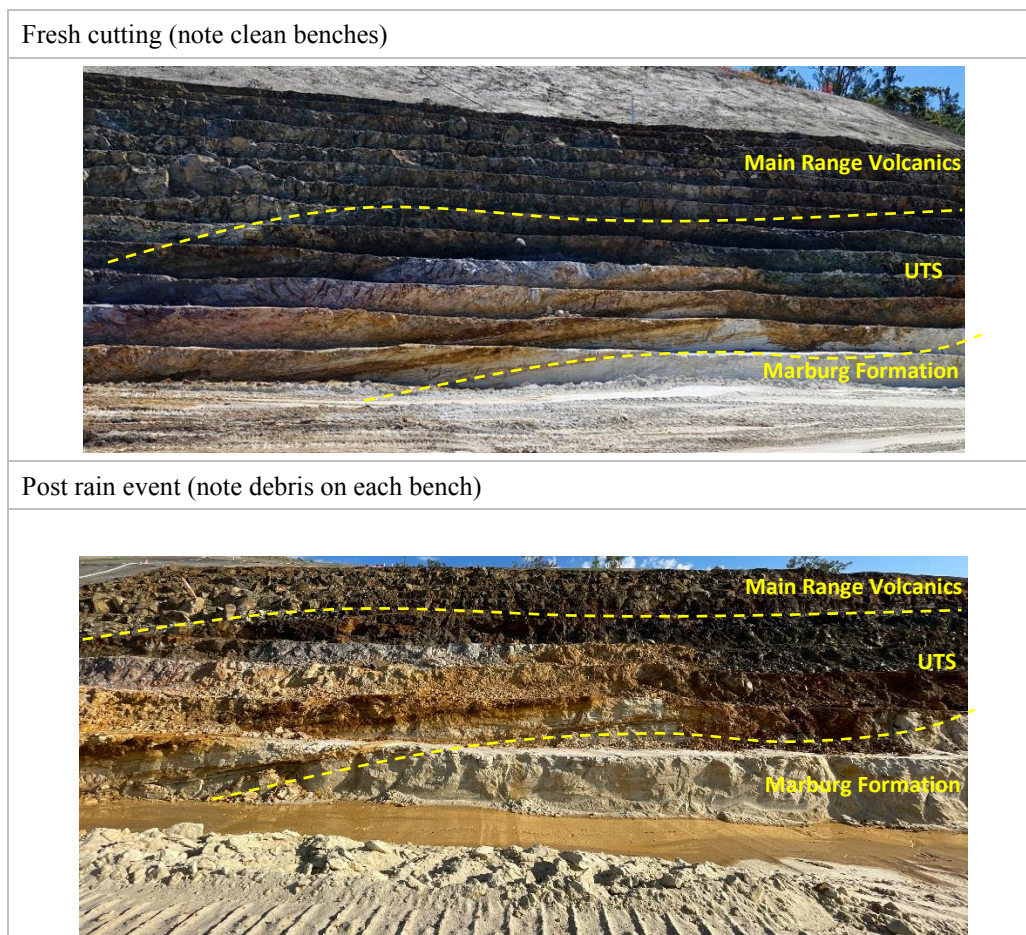 Fresh cutting (note clean benches)
Main Range Volcanics
UTS
Marburg Formation
Post rain event (note debris on each bench)
Main Range Volcanics
UTS
Marburg Formation